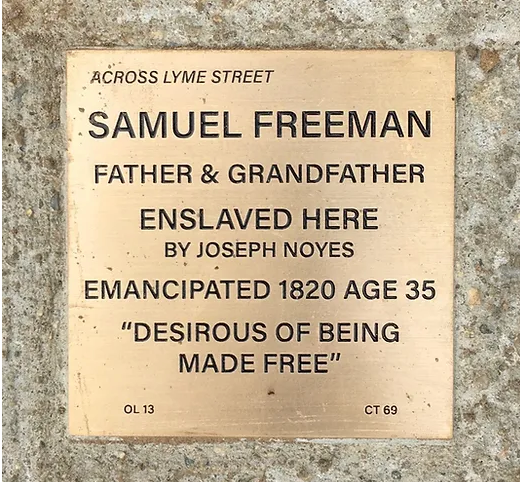 ACROSS LYME STREET
SAMUEL FREEMAN
FATHER & GRANDFATHER
ENSLAVED HERE
BY JOSEPH NOYES
EMANCIPATED 1820 AGE 35
“DESIROUS OF BEING
MADE FREE”
OL 13 CT 69